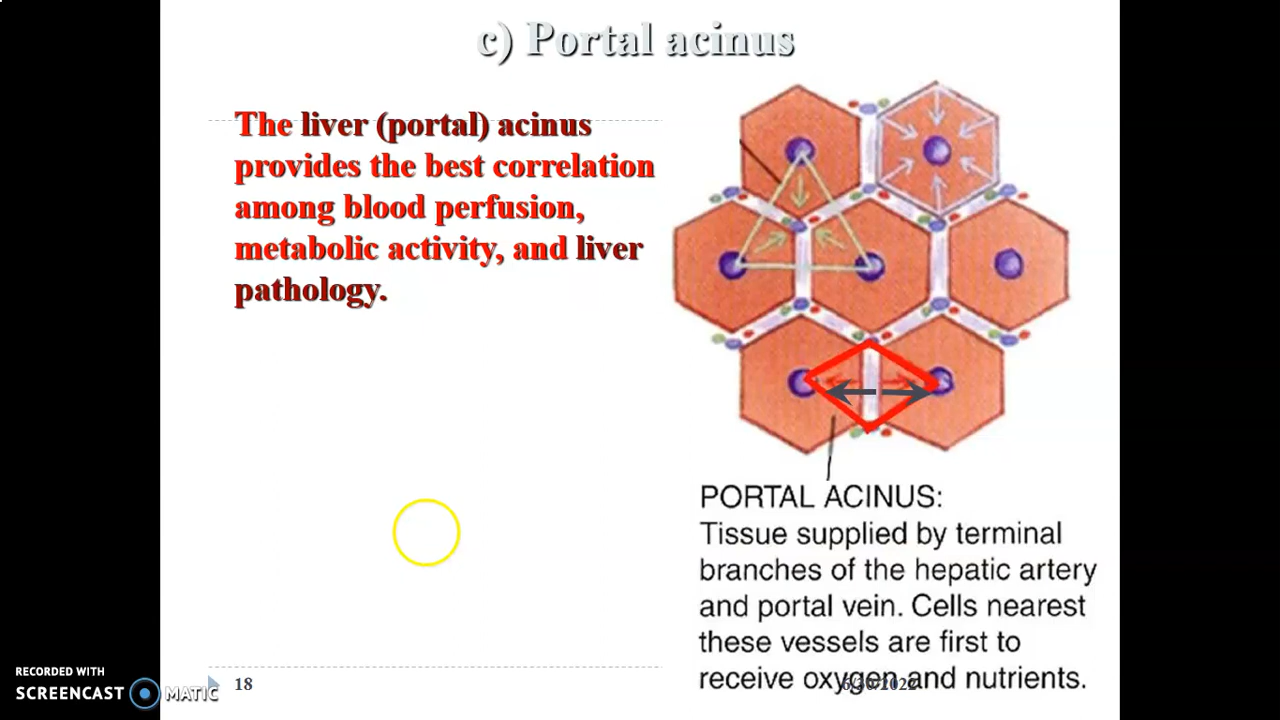 c) Portal acinus
The liver (portal) acinus
provides the best correlation
among blood perfusion,
metabolic activity, and liver
pathology.
PORTAL ACINUS:
Tissue supplied by terminal
branches of the hepatic artery
and portal vein. Cells nearest
these vessels are first to
receive oxygen and nutrients.
18
RECORDED WITH
SCREENCAST MATIC